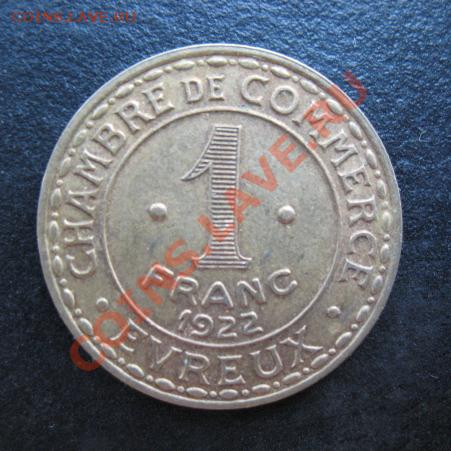 COINS.LAVE.RU
CHAMBRE DE COMMERCE
1
FRANC
1922
EVREUX
COINS.LAVE.RU